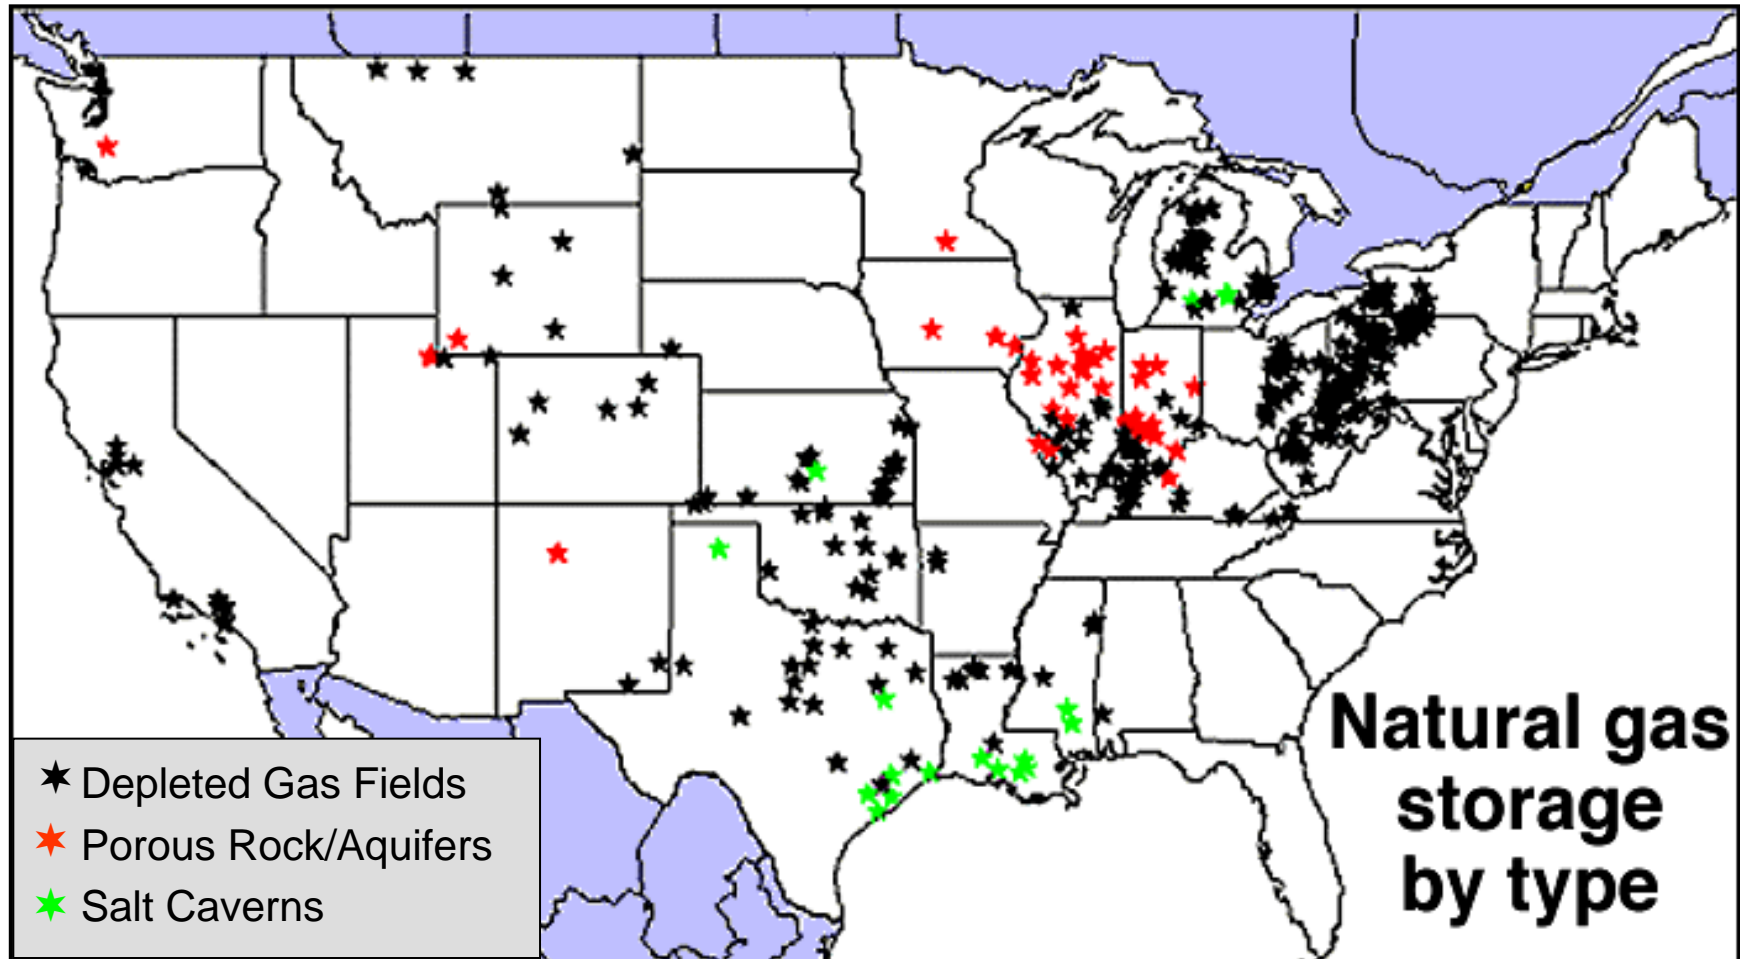 Natural gas
storage
by type
Depleted Gas Fields
Porous Rock/Aquifers
Salt Caverns